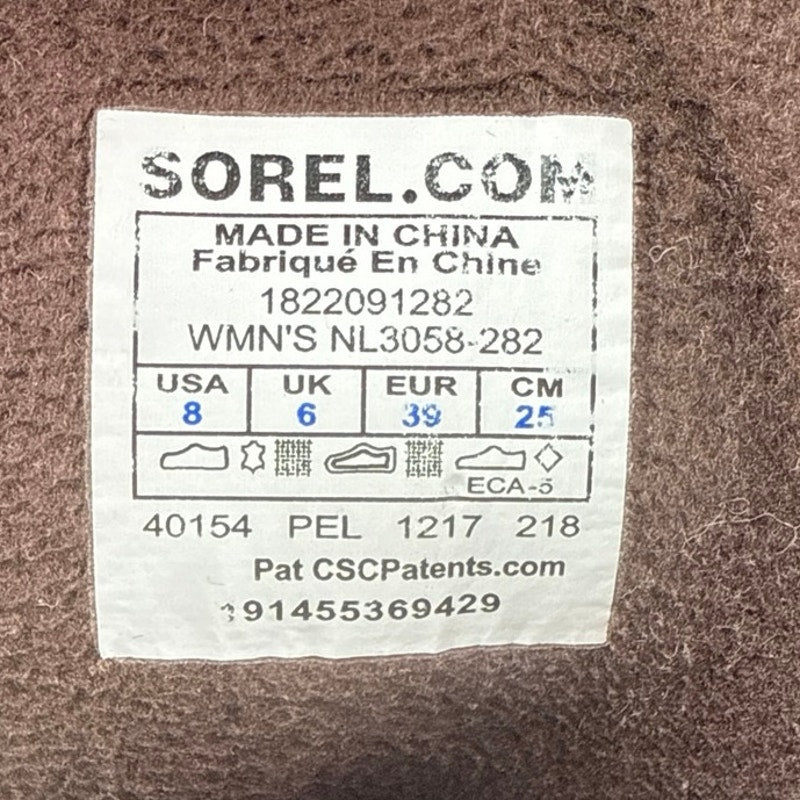 SOREL.COM
MADE IN CHINA
Fabriqué En Chine
1822091282
WMN'S NL3058-282
USA UK EUR CM
8 6 39 25
ECA-5
40154 PEL 1217 218
Pat CSCPatents.com
191455369429